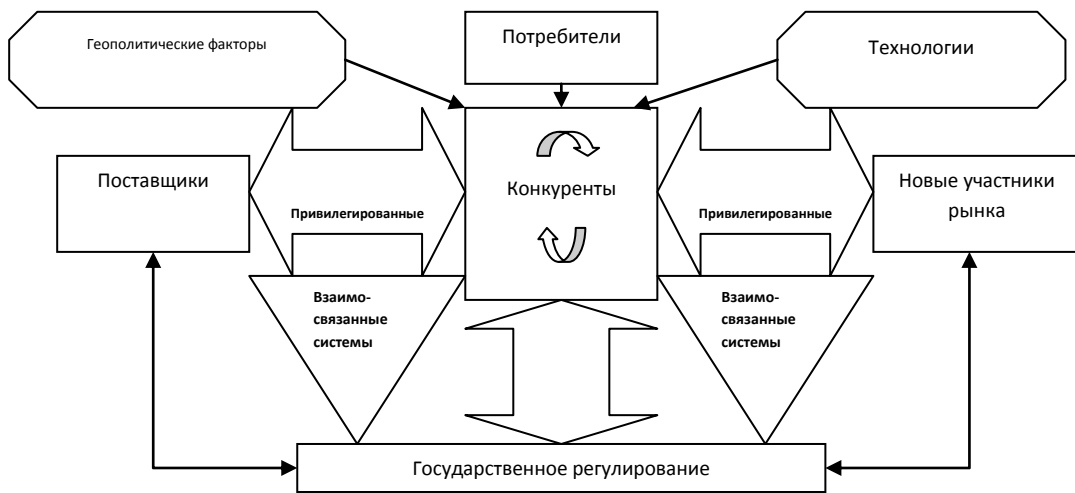 Геополитические факторы
Потребители
Технологии
Поставщики
Конкуренты
Новые участники
рынка
Привилегированные
Привилегированные
Взаимо-
связанные
системы
Взаимо-
связанные
системы
Государственное регулирование